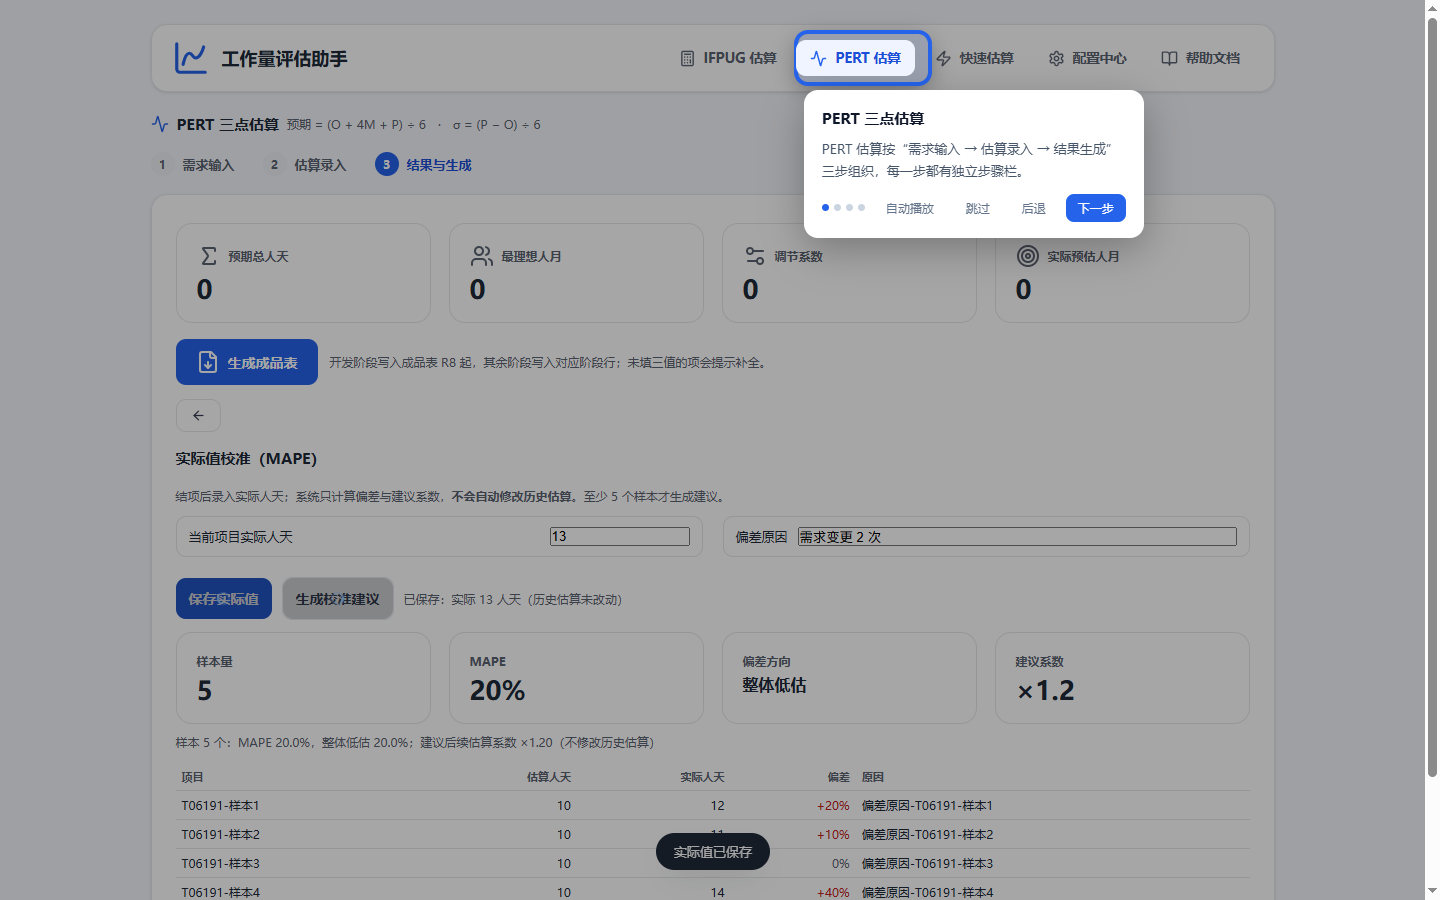 工作量评估助手
IFPUG 估算
PERT 估算
快速估算
配置中心
帮助文档
PERT 三点估算
PERT 估算按“需求输入 → 估算录入 → 结果生成”
三步组织，每一步都有独立步骤栏。
自动播放
跳过
后退
下一步
PERT 三点估算 预期 = (O + 4M + P) ÷ 6 · σ = (P − O) ÷ 6
1 需求输入
2 估算录入
3 结果与生成
预期总人天
0
最理想人月
0
调节系数
0
实际预估人月
0
生成成品表
开发阶段写入成品表 R8 起，其余阶段写入对应阶段行；未填三值的项会提示补全。
←
实际值校准（MAPE）
结项后录入实际人天；系统只计算偏差与建议系数，不会自动修改历史估算。至少 5 个样本才生成建议。
当前项目实际人天 13
偏差原因 需求变更 2 次
保存实际值
生成校准建议
已保存：实际 13 人天（历史估算未改动）
样本量
5
MAPE
20%
偏差方向
整体低估
建议系数
×1.2
样本 5 个：MAPE 20.0%，整体低估 20.0%；建议后续估算系数 ×1.20（不修改历史估算）
项目 估算人天 实际人天 偏差 原因
T06191-样本1 10 12 +20% 偏差原因-T06191-样本1
T06191-样本2 10 +10% 偏差原因-T06191-样本2
T06191-样本3 10 0% 偏差原因-T06191-样本3
T06191-样本4 10 14 +40% 偏差原因-T06191-样本4
实际值已保存